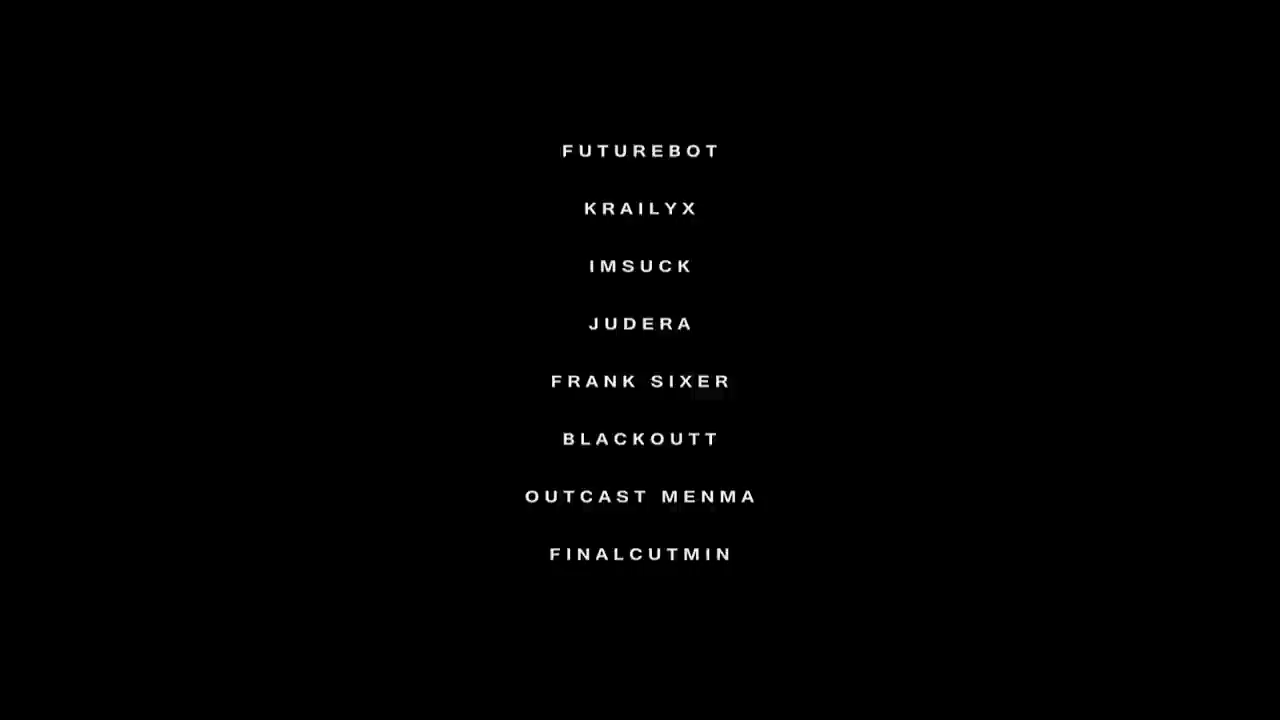 FUTUREBOT
KRAILYX
IMSUCK
JUDERA
FRANK SIXER
BLACKOUTT
OUTCAST MENMA
FINALCUTMIN